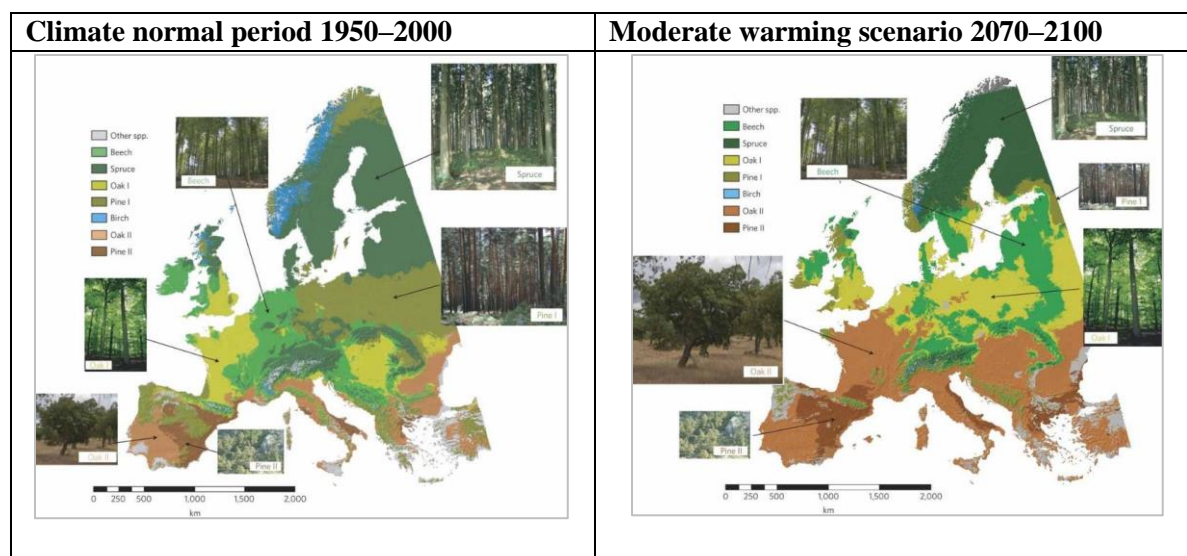 Climate normal period 1950–2000
Moderate warming scenario 2070–2100
Other spp.
Beech
Spruce
Oak I
Pine I
Birch
Oak II
Pine II
Beech
Spruce
Pine I
Oak I
Oak II
Pine II
0 250 500 1,000 1,500 2,000
km
Other spp.
Beech
Spruce
Oak I
Pine I
Birch
Oak II
Pine II
Beech
Spruce
Pine I
Oak I
Oak II
Pine II
0 250 500 1,000 1,500 2,000
km